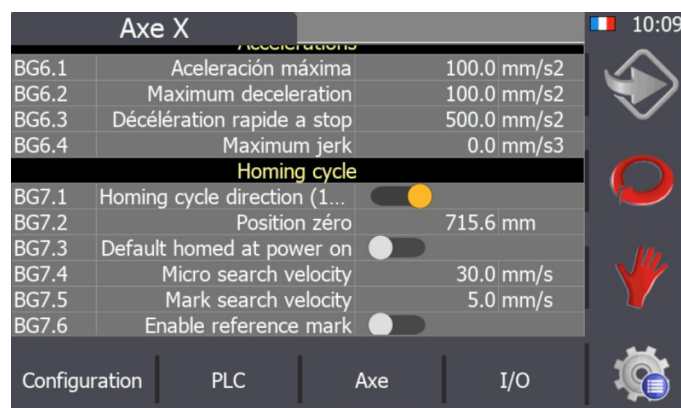 Axe X
10:09
Accelerations
BG6.1 Aceleración máxima 100.0 mm/s2
BG6.2 Maximum deceleration 100.0 mm/s2
BG6.3 Décélération rapide a stop 500.0 mm/s2
BG6.4 Maximum jerk 0.0 mm/s3
Homing cycle
BG7.1 Homing cycle direction (1...
BG7.2 Position zéro 715.6 mm
BG7.3 Default homed at power on
BG7.4 Micro search velocity 30.0 mm/s
BG7.5 Mark search velocity 5.0 mm/s
BG7.6 Enable reference mark
Configuration PLC Axe I/O